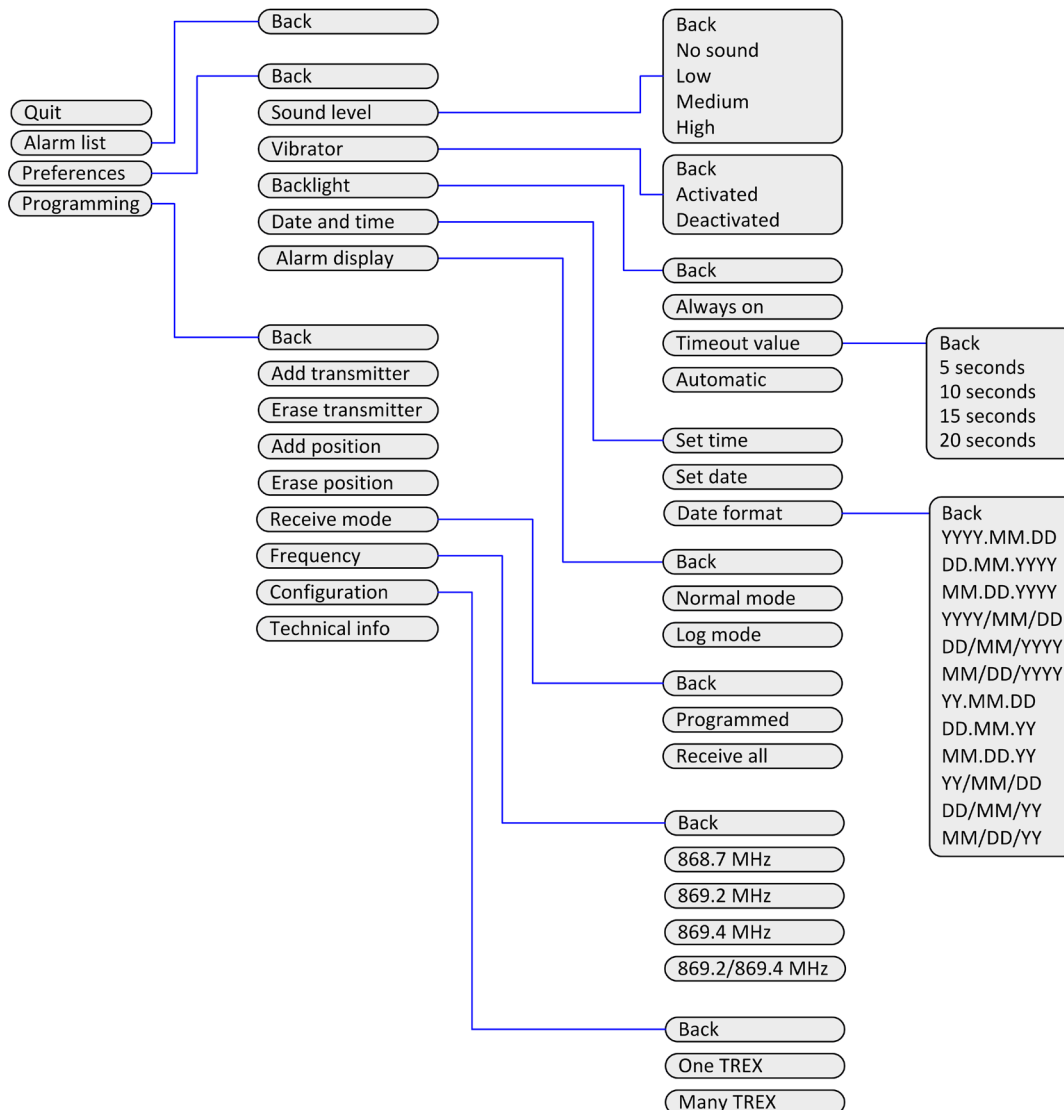 Quit
Alarm list
Preferences
Programming
Back
Back
Sound level
Vibrator
Backlight
Date and time
Alarm display
Back
Add transmitter
Erase transmitter
Add position
Erase position
Receive mode
Frequency
Configuration
Technical info
Back
No sound
Low
Medium
High
Back
Activated
Deactivated
Back
Always on
Timeout value
Automatic
Set time
Set date
Date format
Back
Normal mode
Log mode
Back
Programmed
Receive all
Back
868.7 MHz
869.2 MHz
869.4 MHz
869.2/869.4 MHz
Back
One TREX
Many TREX
Back
5 seconds
10 seconds
15 seconds
20 seconds
Back
YYYY.MM.DD
DD.MM.YYYY
MM.DD.YYYY
YYYY/MM/DD
DD/MM/YYYY
MM/DD/YYYY
YY.MM.DD
DD.MM.YY
MM.DD.YY
YY/MM/DD
DD/MM/YY
MM/DD/YY